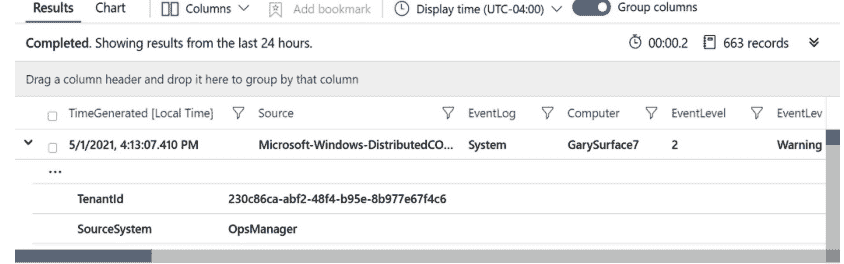 Results Chart Columns Add bookmark Display time (UTC-04:00) Group columns
Completed. Showing results from the last 24 hours. 00:00.2 663 records
Drag a column header and drop it here to group by that column
TimeGenerated [Local Time] Source EventLog Computer EventLevel EventLev
5/1/2021, 4:13:07.410 PM Microsoft-Windows-DistributedCO... System GarySurface7 2 Warning
...
TenantId 230c86ca-abf2-48f4-b95e-8b977e67f4c6
SourceSystem OpsManager